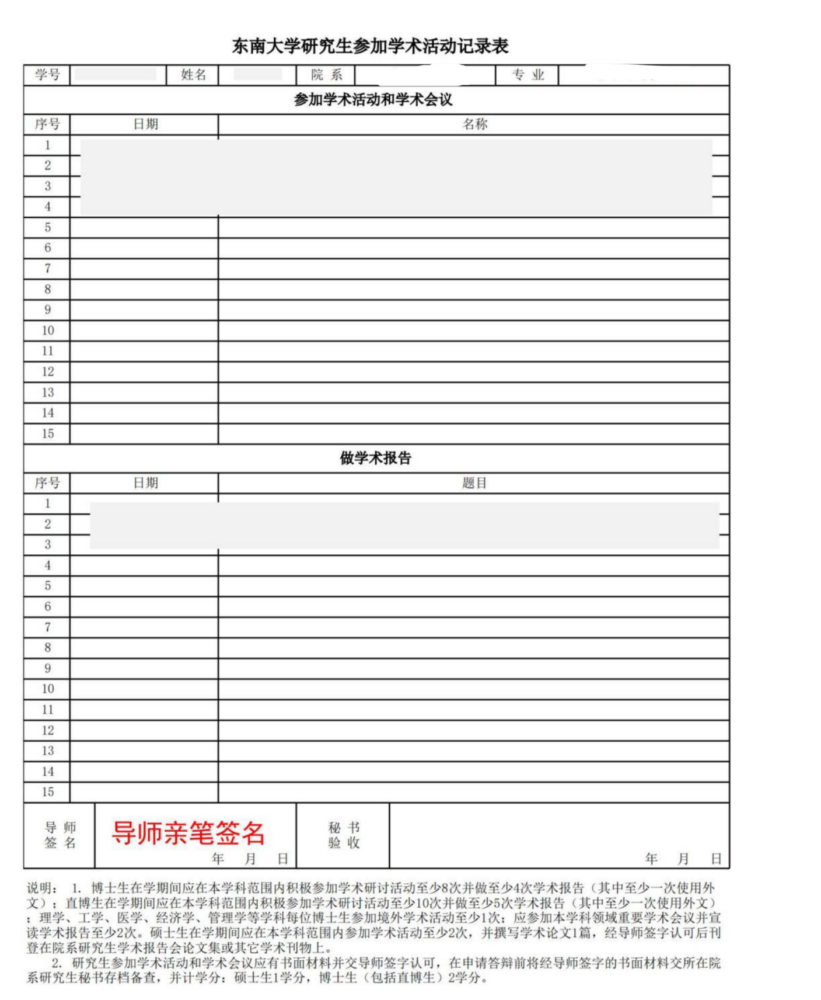 东南大学研究生参加学术活动记录表
学号 姓名 院 系 专 业
参加学术活动和学术会议
序号 日期 名称
1
2
3
4
5
6
7
8
9
10
11
12
13
14
15
做学术报告
序号 日期 题目
1
2
3
4
5
6
7
8
9
10
11
12
13
14
15
导 师
签 名
导师亲笔签名
年 月 日
秘 书
验 收
年 月 日
说明： 1. 博士生在学期间应在本学科范围内积极参加学术研讨活动至少8次并做至少4次学术报告（其中至少一次使用外
文）；直博生在学期间应在本学科范围内积极参加学术研讨活动至少10次并做至少5次学术报告（其中至少一次使用外文）
；理学、工学、医学、经济学、管理学等学科每位博士生参加境外学术活动至少1次；应参加本学科领域重要学术会议并宣
读学术报告至少2次。硕士生在学期间应在本学科范围内参加学术活动至少2次，并撰写学术论文1篇，经导师签字认可后刊
登在院系研究生学术报告会论文集或其它学术刊物上。
2. 研究生参加学术活动和学术会议应有书面材料并交导师签字认可，在申请答辩前将经导师签字的书面材料交所在院
系研究生秘书存档备查，并计学分：硕士生1学分，博士生（包括直博生）2学分。